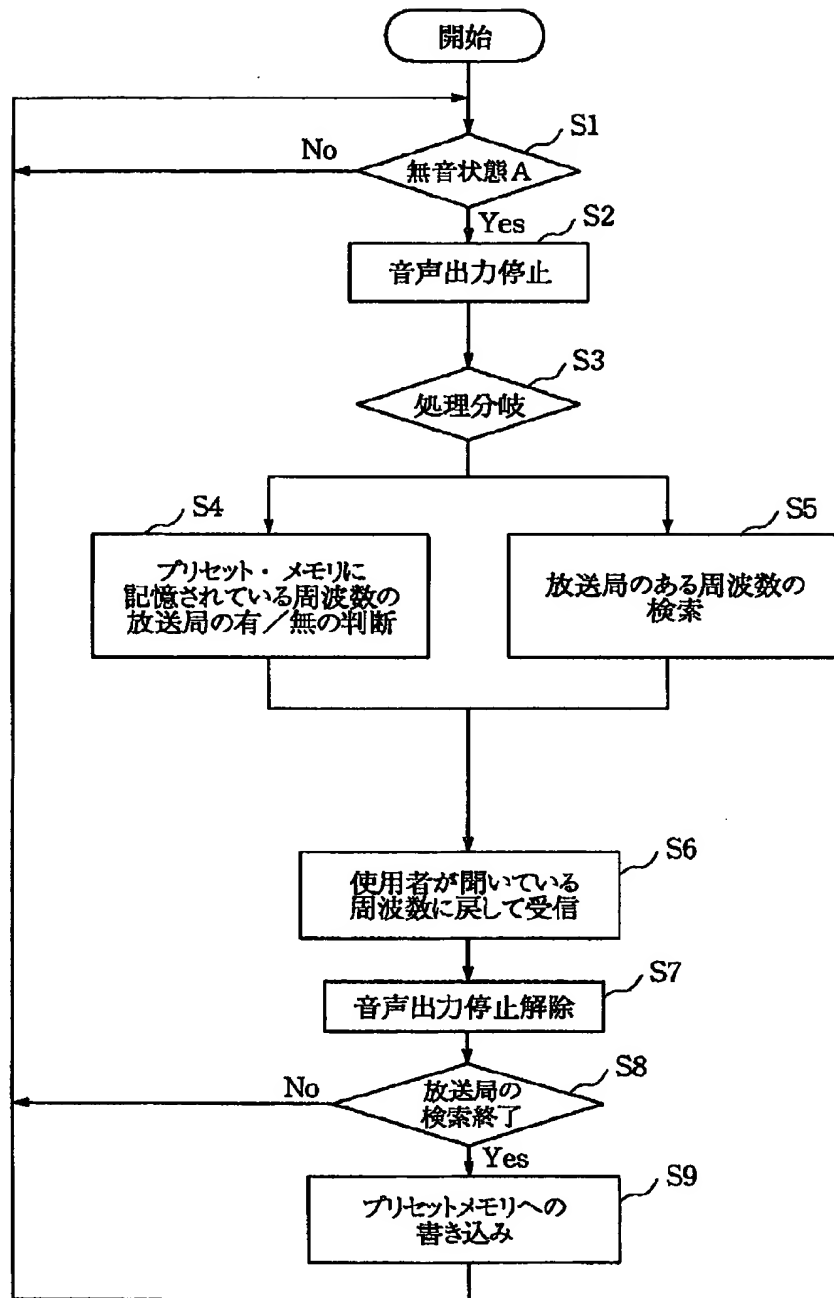 開始
S1
No
無音状態A
Yes
S2
音声出力停止
S3
処理分岐
S4
プリセット・メモリに
記憶されている周波数の
放送局の有／無の判断
S5
放送局のある周波数の
検索
S6
使用者が聞いている
周波数に戻して受信
S7
音声出力停止解除
S8
No
放送局の
検索終了
Yes
S9
プリセットメモリへの
書き込み